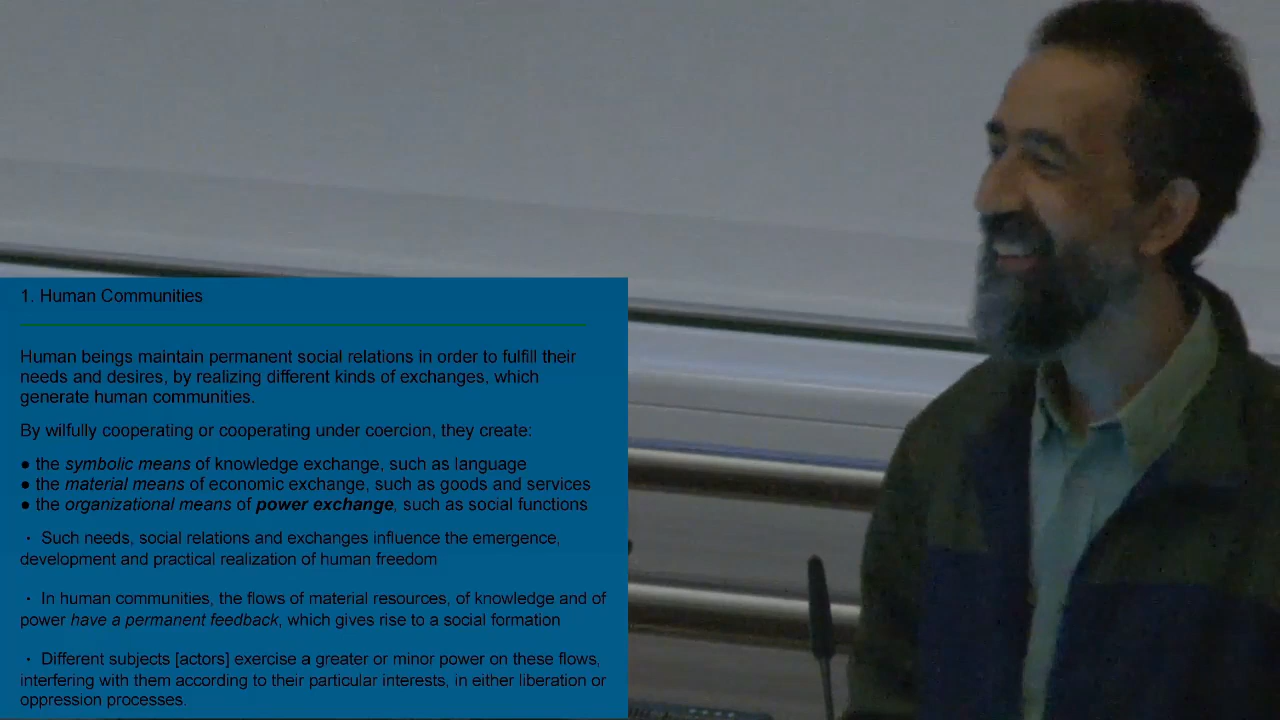 1. Human Communities
Human beings maintain permanent social relations in order to fulfill their
needs and desires, by realizing different kinds of exchanges, which
generate human communities.
By wilfully cooperating or cooperating under coercion, they create:
● the symbolic means of knowledge exchange, such as language
● the material means of economic exchange, such as goods and services
● the organizational means of power exchange, such as social functions
· Such needs, social relations and exchanges influence the emergence,
development and practical realization of human freedom
· In human communities, the flows of material resources, of knowledge and of
power have a permanent feedback, which gives rise to a social formation
· Different subjects [actors] exercise a greater or minor power on these flows,
interfering with them according to their particular interests, in either liberation or
oppression processes.